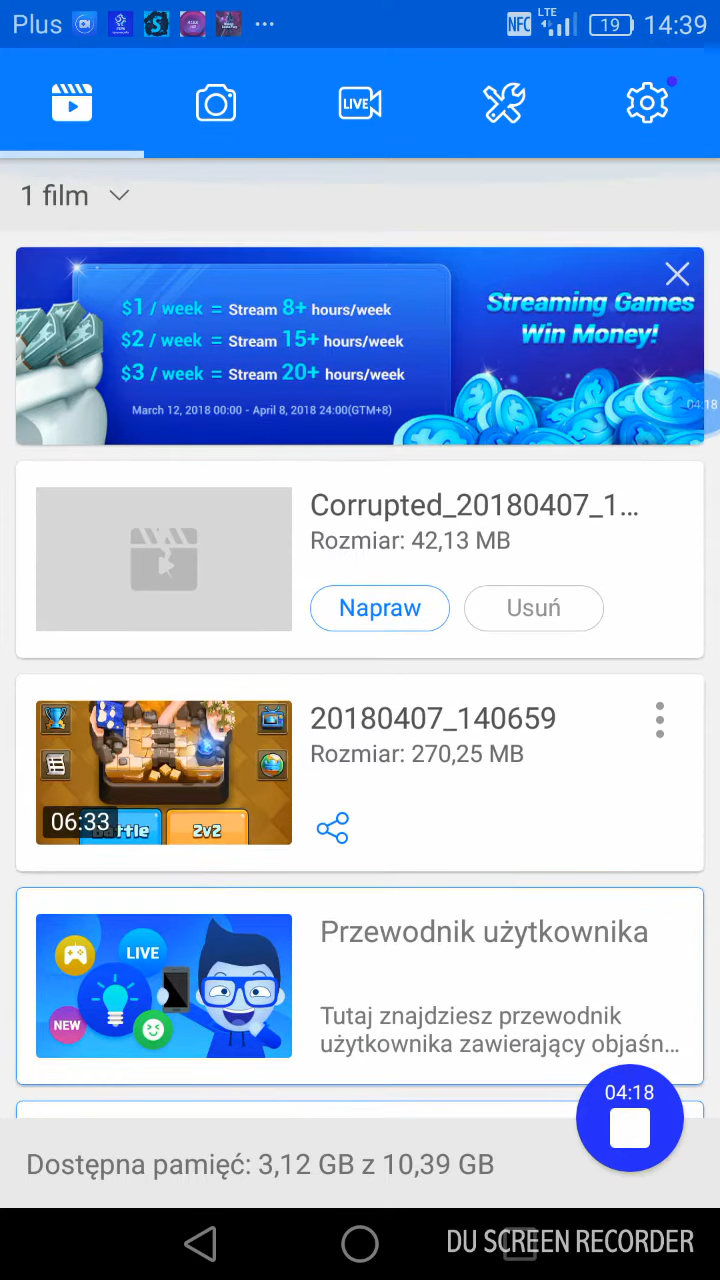 Plus
NFC
LTE
19
14:39
LIVE
1 film
$1 / week = Stream 8+ hours/week
$2 / week = Stream 15+ hours/week
$3 / week = Stream 20+ hours/week
March 12, 2018 00:00 - April 8, 2018 24:00(GTM+8)
Streaming Games
Win Money!
04:18
Corrupted_20180407_1...
Rozmiar: 42,13 MB
Napraw
Usuń
20180407_140659
Rozmiar: 270,25 MB
06:33
Battle
2v2
LIVE
NEW
Przewodnik użytkownika
Tutaj znajdziesz przewodnik
użytkownika zawierający objaśn...
04:18
Dostępna pamięć: 3,12 GB z 10,39 GB
DU SCREEN RECORDER